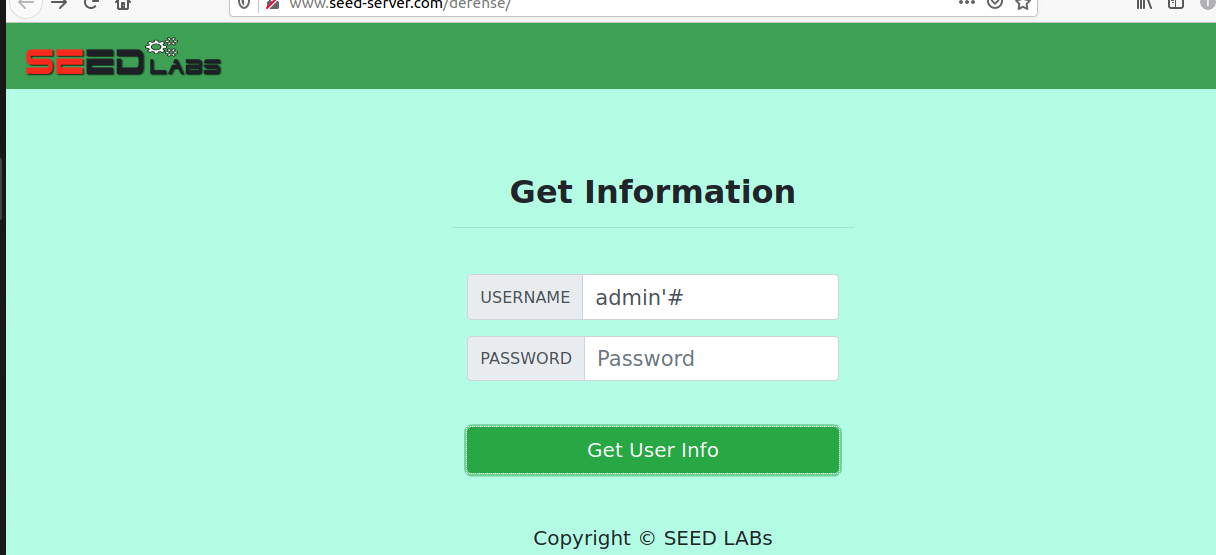 www.seed-server.com/defense/
SEED LABS
Get Information
USERNAME admin'#
PASSWORD Password
Get User Info
Copyright © SEED LABs